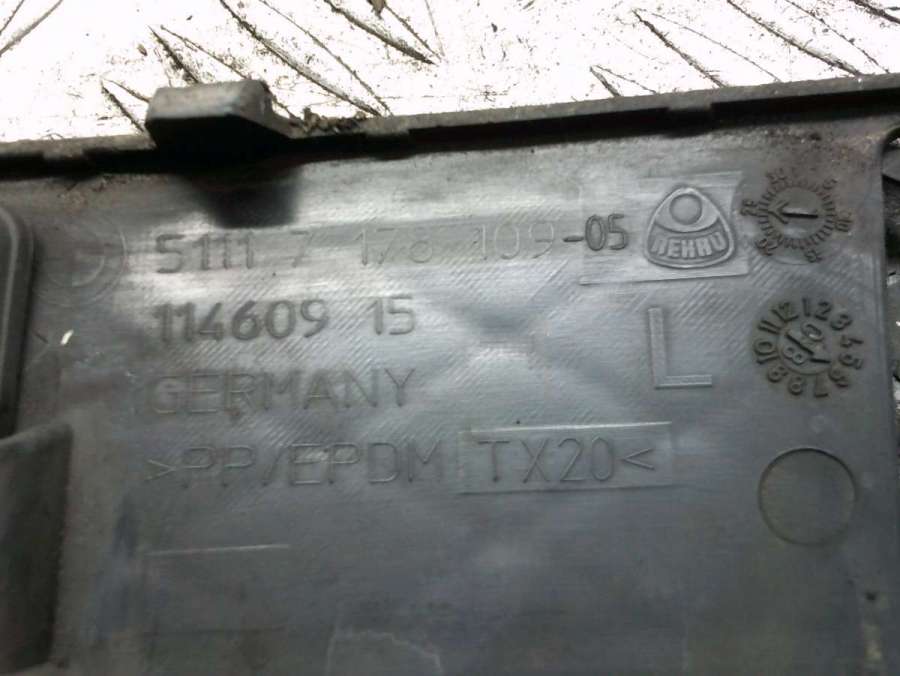 5111 7 178 109-05
REHAU
114609 15
L
GERMANY
>PP/EPDM TX20<